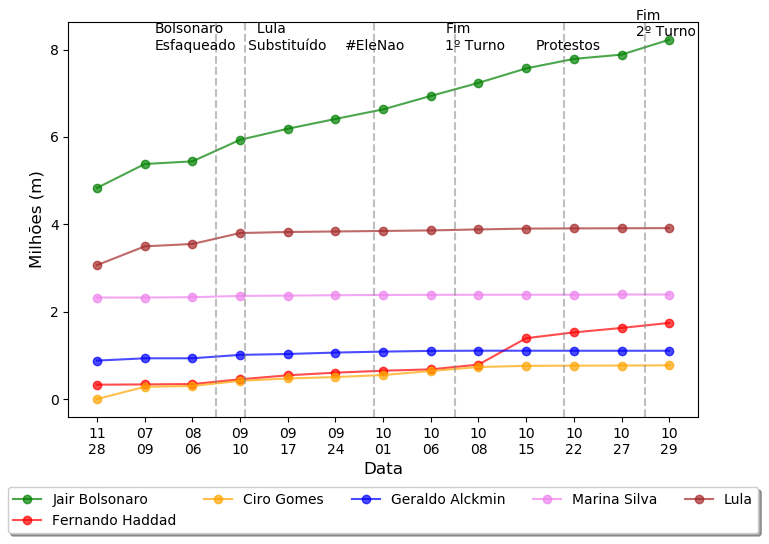 Fim
Bolsonaro Lula Fim 2º Turno
Esfaqueado Substituído #EleNao 1º Turno Protestos
8
6
4
2
0
Milhões (m)
11 07 08 09 09 09 10 10 10 10 10 10 10
28 09 06 10 17 24 01 06 08 15 22 27 29
Data
Jair Bolsonaro Ciro Gomes Geraldo Alckmin Marina Silva Lula
Fernando Haddad